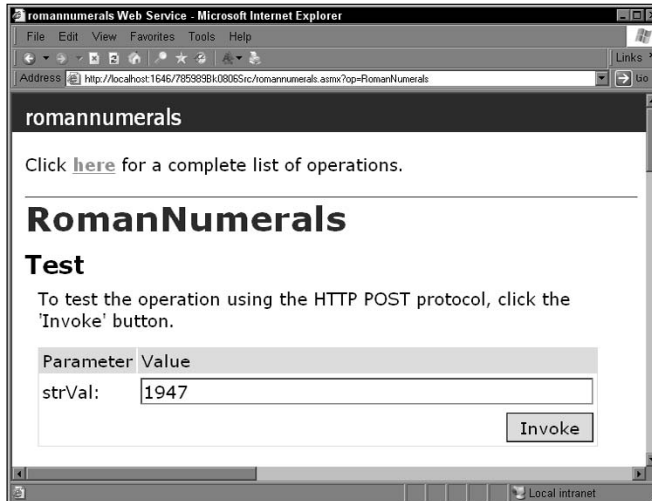 romannumerals Web Service - Microsoft Internet Explorer
File Edit View Favorites Tools Help
Links
Address http://localhost:1646/785989Bk0806Src/romannumerals.asmx?op=RomanNumerals Go
romannumerals
Click here for a complete list of operations.
RomanNumerals
Test
To test the operation using the HTTP POST protocol, click the
'Invoke' button.
Parameter Value
strVal: 1947
Invoke
Local intranet